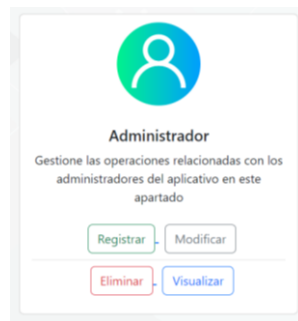 Administrador
Gestione las operaciones relacionadas con los
administradores del aplicativo en este
apartado
Registrar Modificar
Eliminar Visualizar